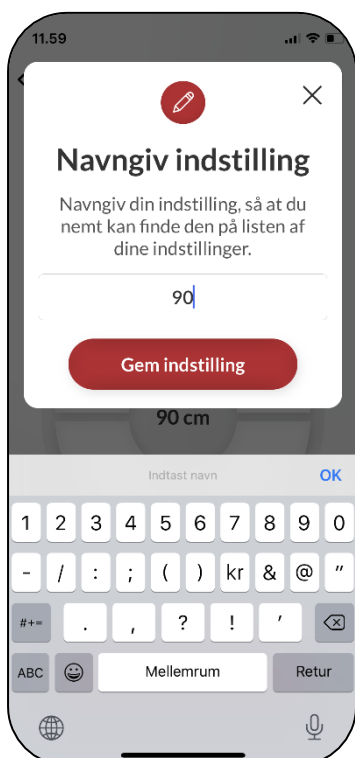 11.59
Navngiv indstilling
Navngiv din indstilling, så at du
nemt kan finde den på listen af
dine indstillinger.
90
Gem indstilling
90 cm
Indtast navn OK
1 2 3 4 5 6 7 8 9 0
- / : ; ( ) kr & @ "
#+= . , ? ! '
ABC Mellemrum Retur